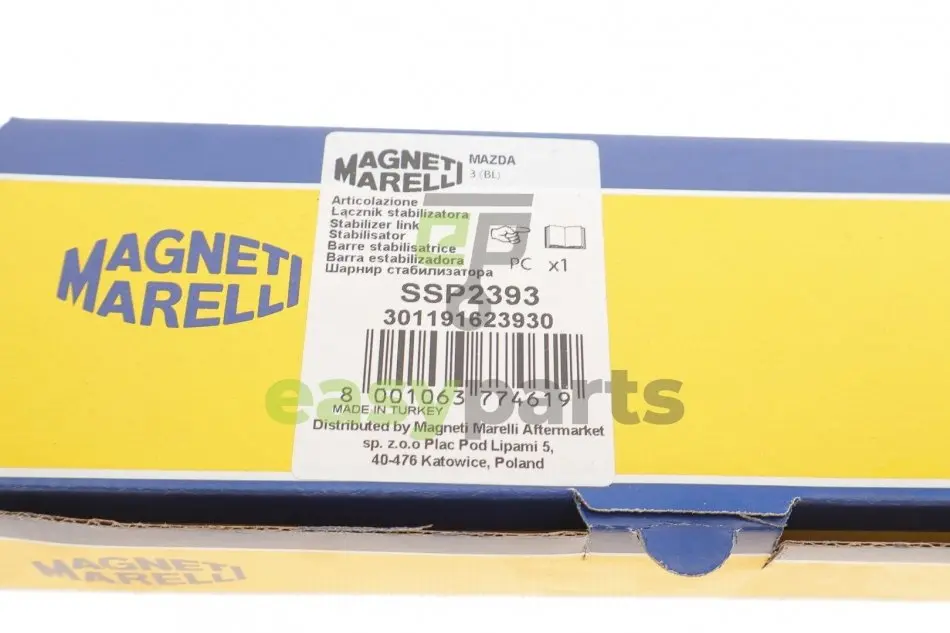 MAGNETI
MARELLI
MAZDA
3 (BL)
Articolazione
Łącznik stabilizatora
Stabilizer link
Stabilisator
Barre stabilisatrice
Barra estabilizadora
Шарнир стабилизатора
PC x1
SSP2393
301191623930
8 001063 774619
MADE IN TURKEY
Distributed by Magneti Marelli Aftermarket
sp. z.o.o Plac Pod Lipami 5,
40-476 Katowice, Poland
MAGNETI
MARELLI
easyparts
MAGNETI
MARELLI